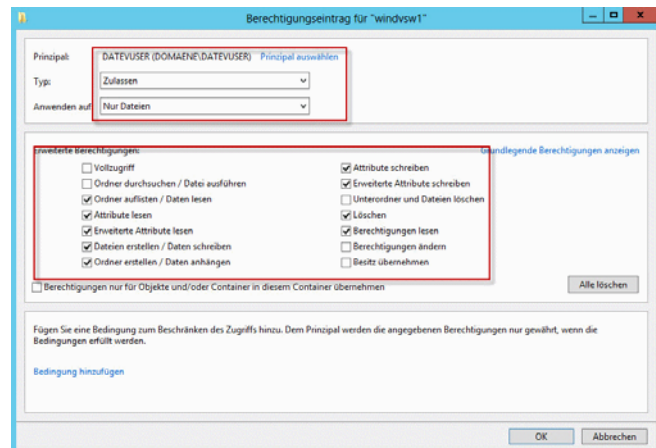 Berechtigungseintrag für "windvsw1"
Prinzipal: DATEVUSER (DOMAENE\DATEVUSER) Prinzipal auswählen
Typ: Zulassen
Anwenden auf: Nur Dateien
Erweiterte Berechtigungen: Grundlegende Berechtigungen anzeigen
Vollzugriff
Ordner durchsuchen / Datei ausführen
Ordner auflisten / Daten lesen
Attribute lesen
Erweiterte Attribute lesen
Dateien erstellen / Daten schreiben
Ordner erstellen / Daten anhängen
Attribute schreiben
Erweiterte Attribute schreiben
Unterordner und Dateien löschen
Löschen
Berechtigungen lesen
Berechtigungen ändern
Besitz übernehmen
Berechtigungen nur für Objekte und/oder Container in diesem Container übernehmen
Alle löschen
Fügen Sie eine Bedingung zum Beschränken des Zugriffs hinzu. Dem Prinzipal werden die angegebenen Berechtigungen nur gewährt, wenn die
Bedingungen erfüllt werden.
Bedingung hinzufügen
OK Abbrechen